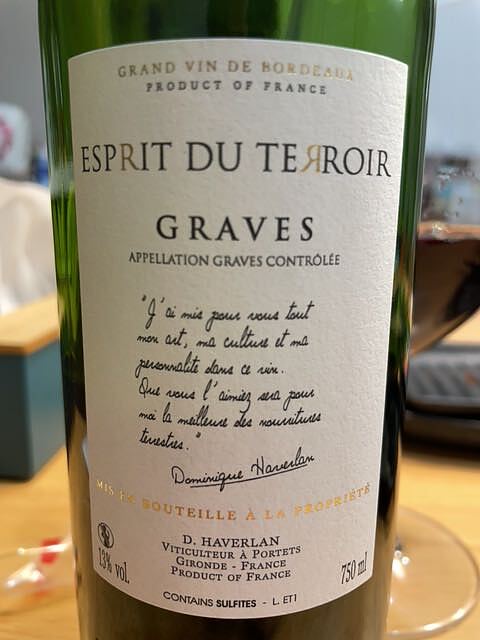 GRAND VIN DE BORDEAUX
PRODUCT OF FRANCE
ESPRIT DU TEЯROIR
GRAVES
APPELLATION GRAVES CONTRÔLÉE
"J'ai mis pour vous tout
mon art, ma culture et ma
personnalité dans ce vin.
Que vous l'aimiez sera pour
moi la meilleure des nourritures
terrestres."
Dominique Haverlan
MIS EN BOUTEILLE À LA PROPRIÉTÉ
D. HAVERLAN
VITICULTEUR À PORTETS
GIRONDE - FRANCE
PRODUCT OF FRANCE
13% vol.
750 ml
CONTAINS SULFITES - L. ET1